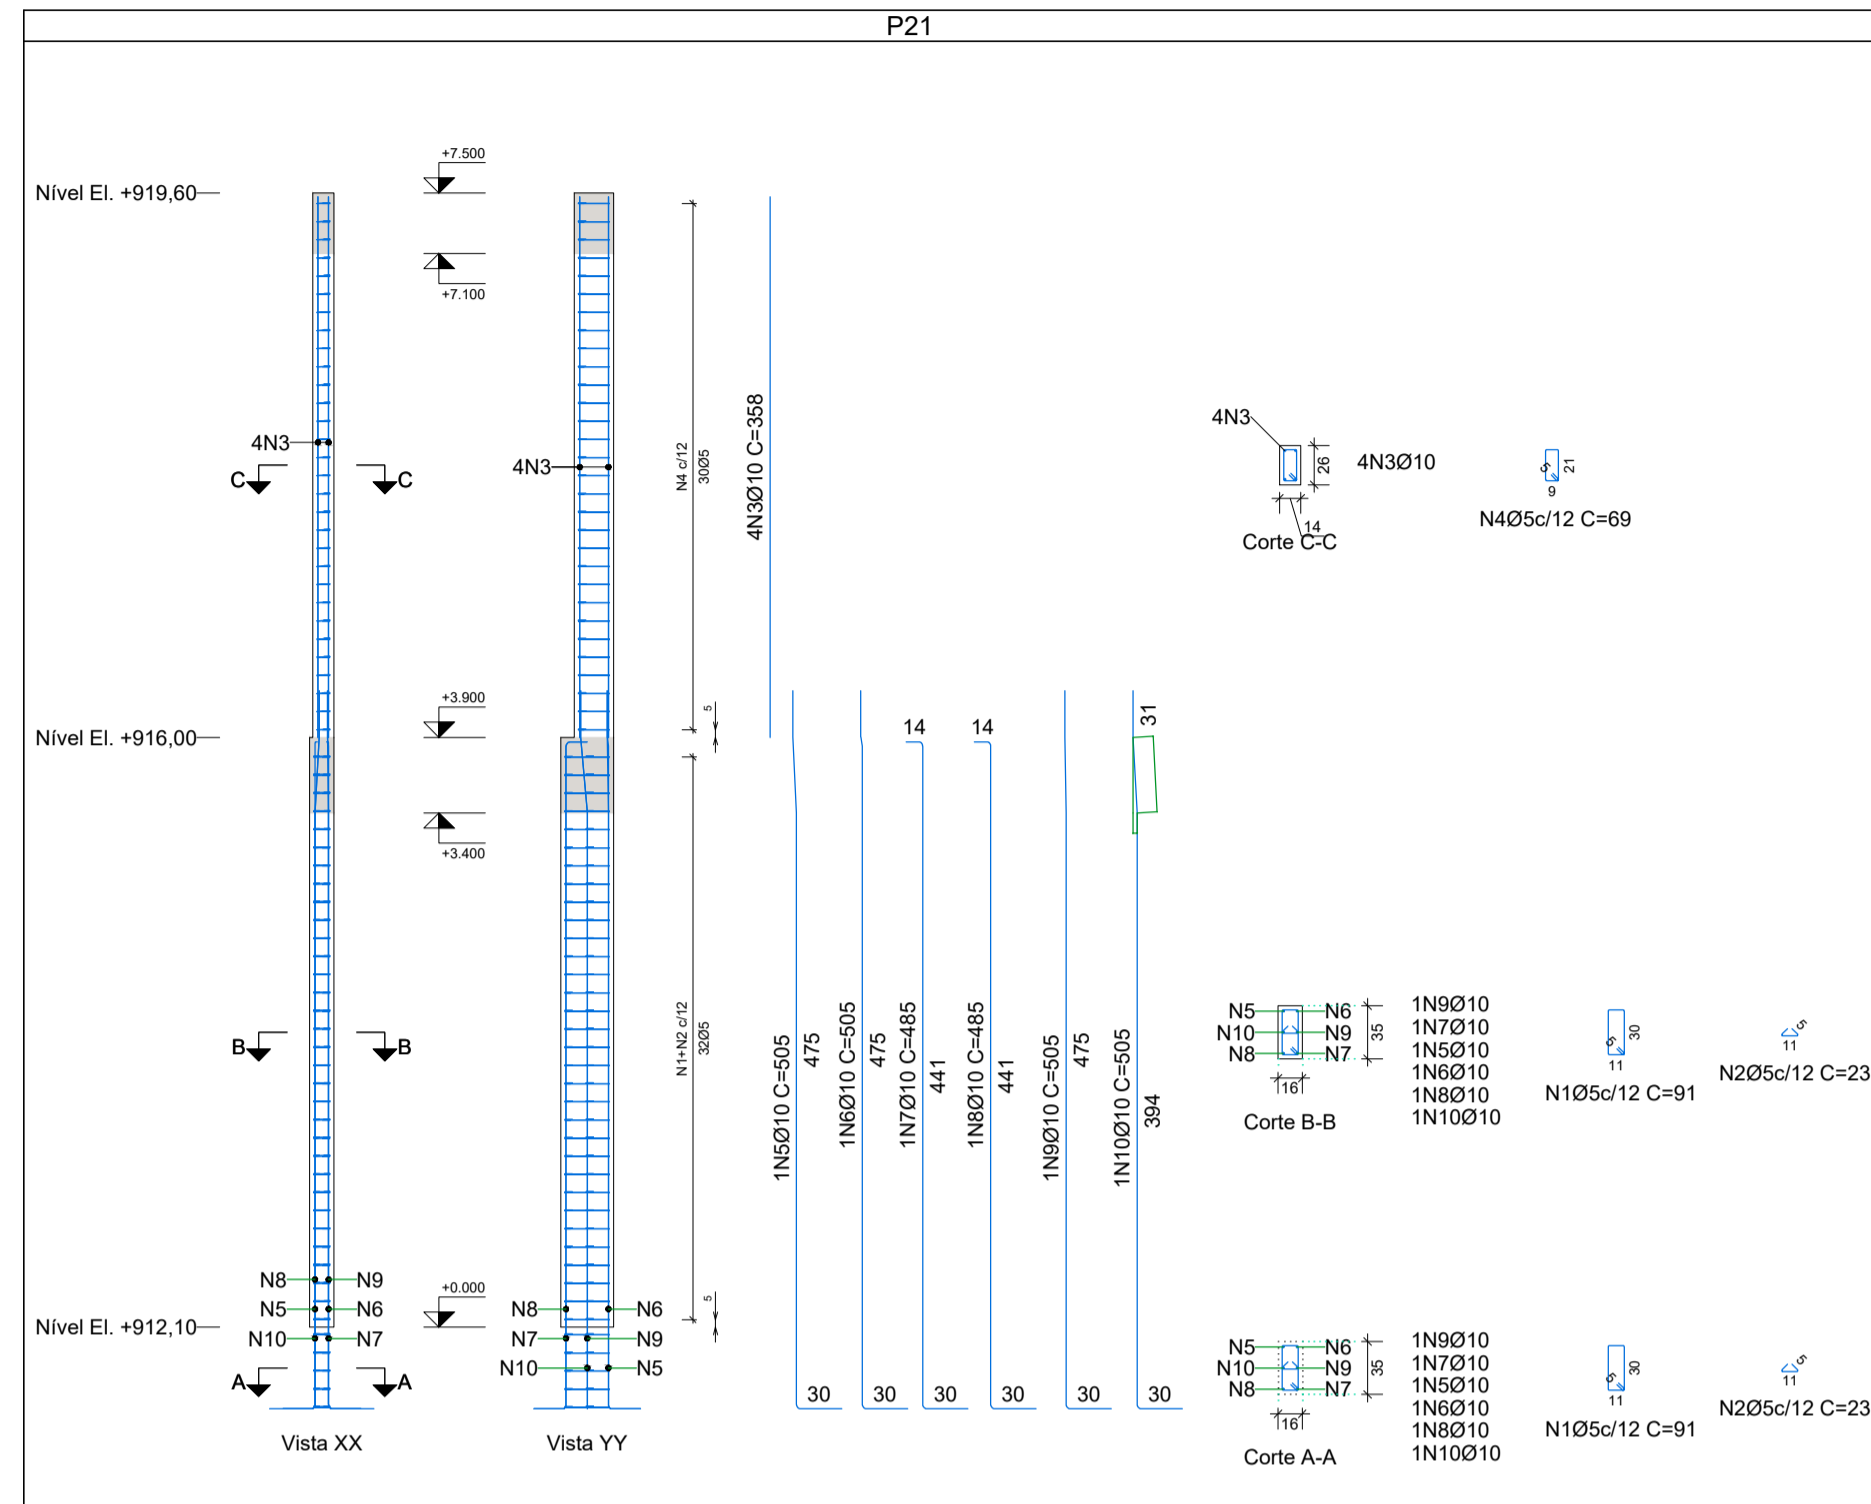 P21
+7.500
Nível El. +919,60
+7.100
4N3
C
C
4N3
N4 c/12
30Ø5
4N3Ø10 C=358
4N3
26
4N3Ø10
14
Corte C-C
5
21
9
N4Ø5c/12 C=69
+3.900
Nível El. +916,00
+3.400
5
14
14
31
B
B
N1+N2 c/12
32Ø5
1N5Ø10 C=505
475
1N6Ø10 C=505
475
1N7Ø10 C=485
441
1N8Ø10 C=485
441
1N9Ø10 C=505
475
1N10Ø10 C=505
394
N5
N6
N10
N9
N8
N7
35
16
Corte B-B
1N9Ø10
1N7Ø10
1N5Ø10
1N6Ø10
1N8Ø10
1N10Ø10
5
30
11
N1Ø5c/12 C=91
5
11
N2Ø5c/12 C=23
N8
N9
N5
N6
N10
N7
+0.000
Nível El. +912,10
N8
N6
N7
N9
N10
N5
5
A
A
30
30
30
30
30
30
Vista XX
Vista YY
N5
N6
N10
N9
N8
N7
35
16
Corte A-A
1N9Ø10
1N7Ø10
1N5Ø10
1N6Ø10
1N8Ø10
1N10Ø10
5
30
11
N1Ø5c/12 C=91
5
11
N2Ø5c/12 C=23